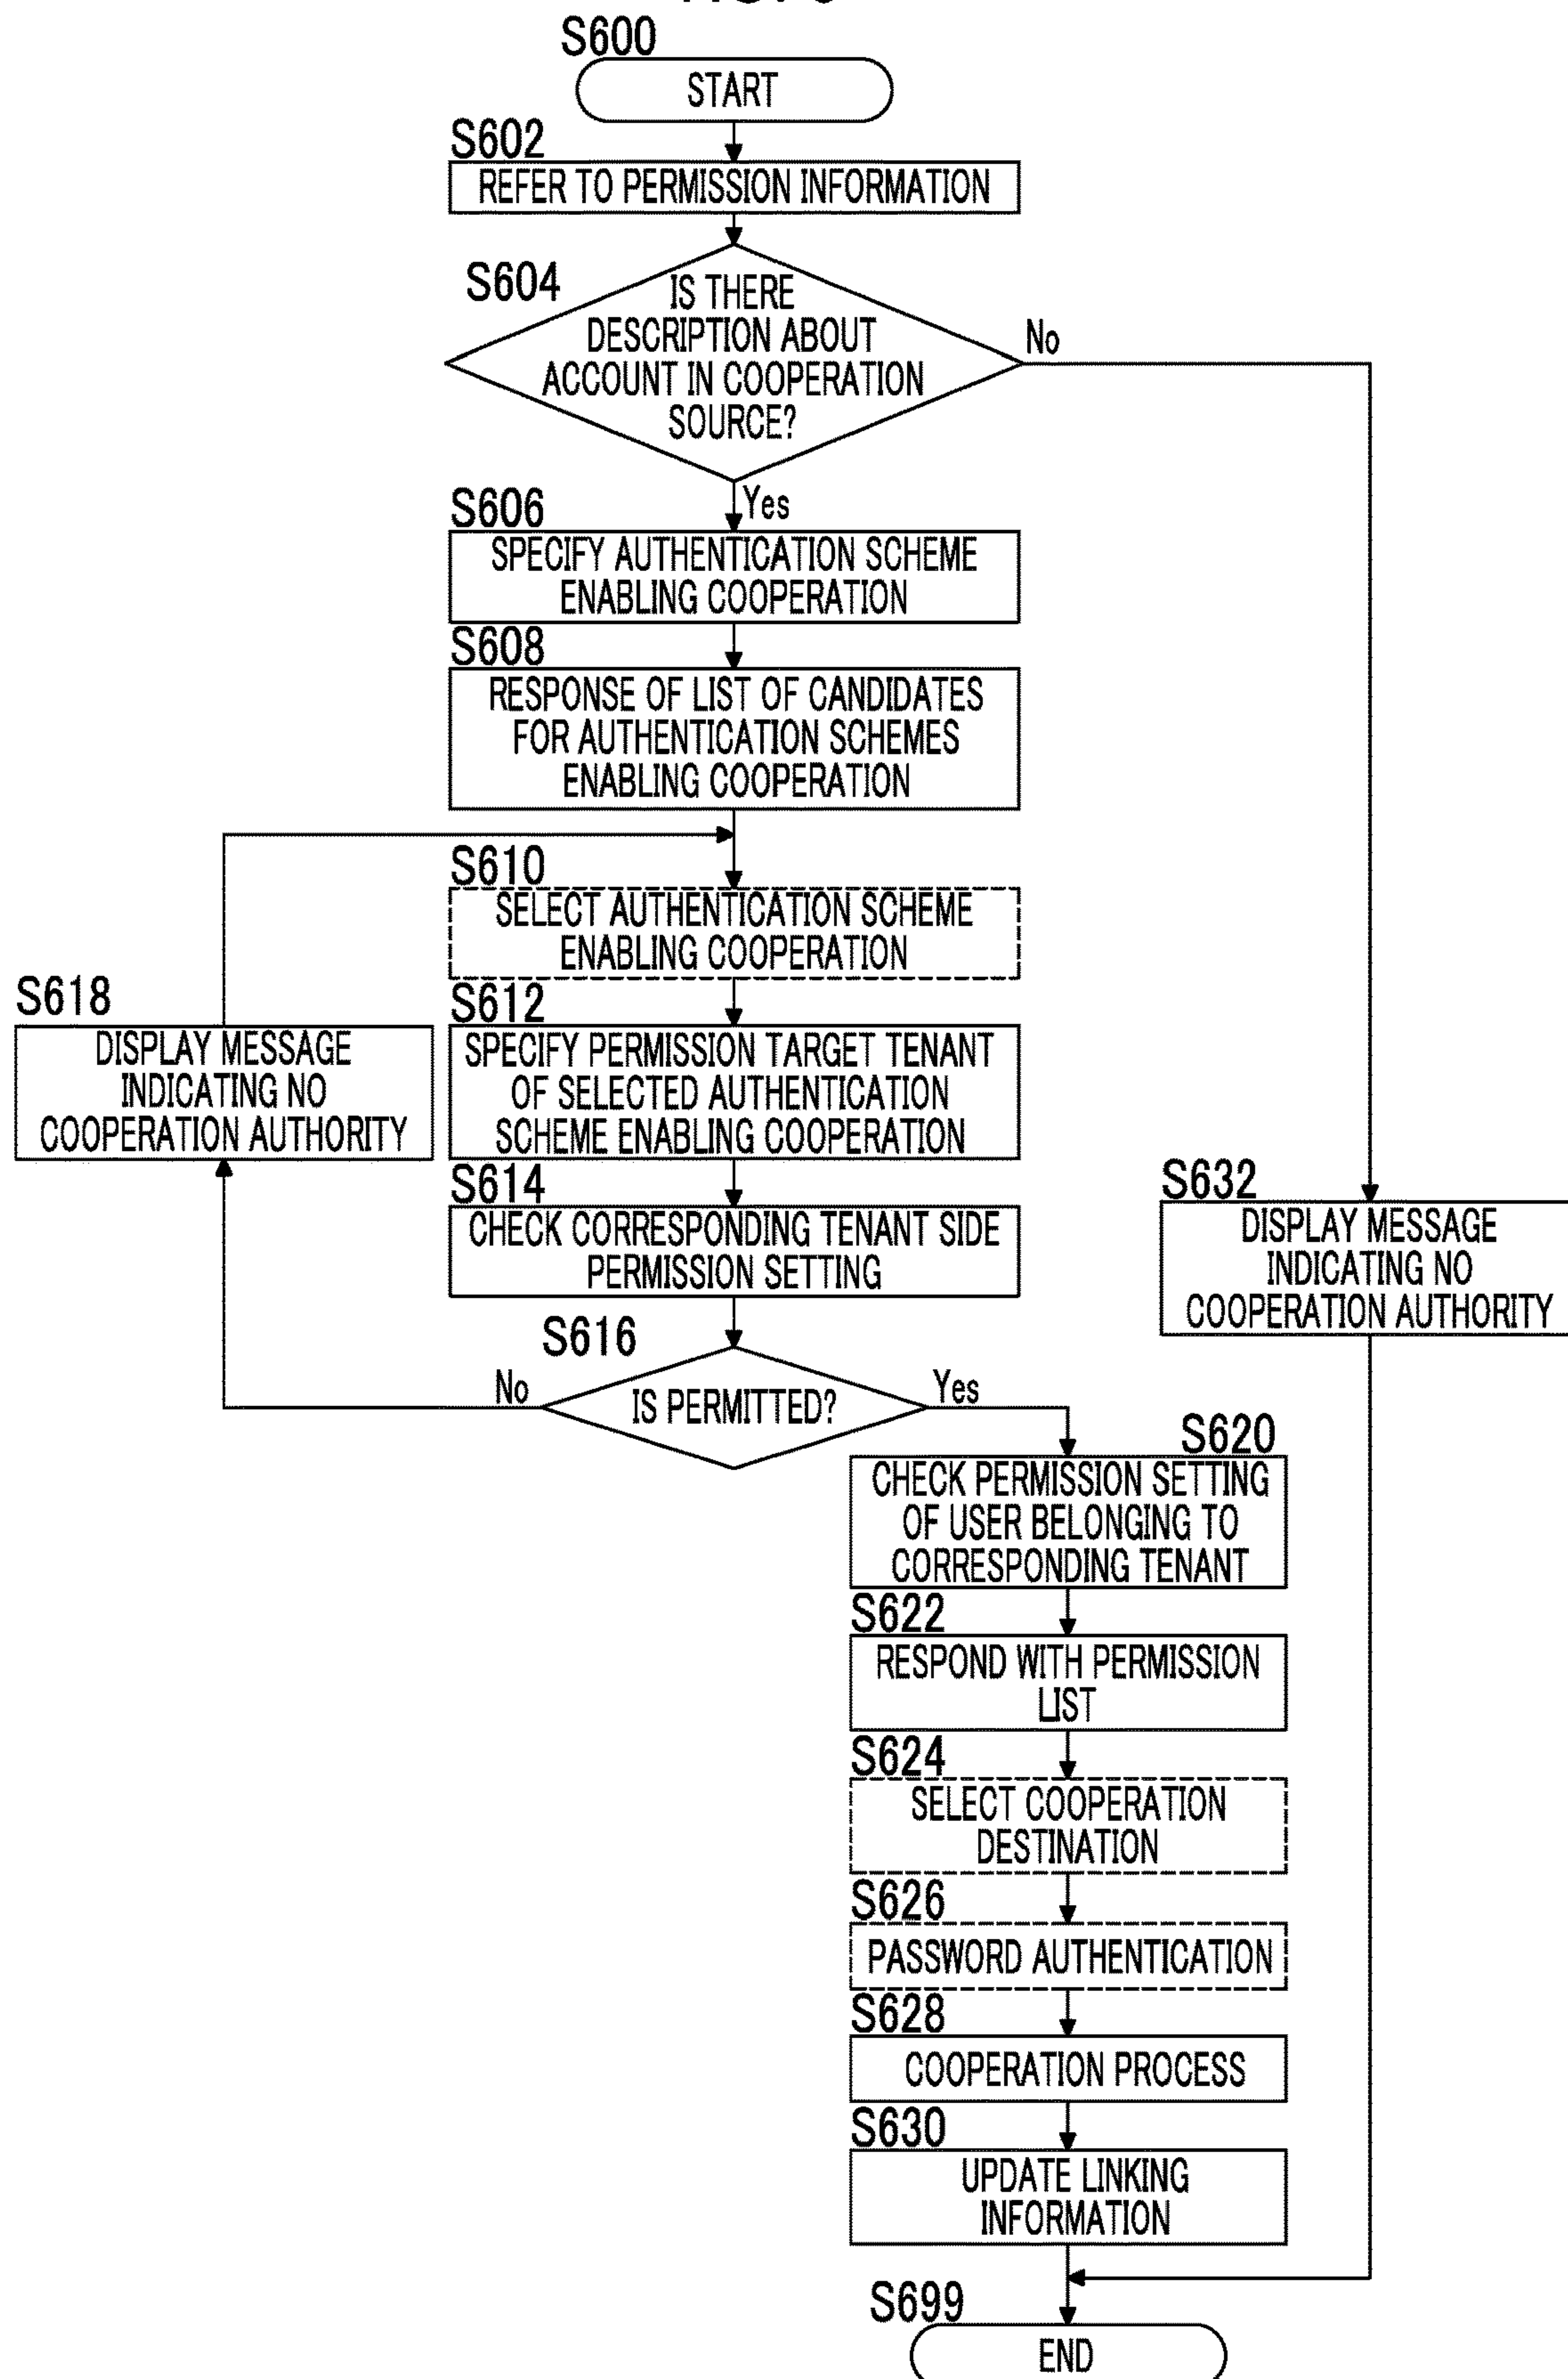 S600
START
S602
REFER TO PERMISSION INFORMATION
S604
IS THERE
DESCRIPTION ABOUT
ACCOUNT IN COOPERATION
SOURCE?
No
Yes
S606
SPECIFY AUTHENTICATION SCHEME
ENABLING COOPERATION
S608
RESPONSE OF LIST OF CANDIDATES
FOR AUTHENTICATION SCHEMES
ENABLING COOPERATION
S610
SELECT AUTHENTICATION SCHEME
ENABLING COOPERATION
S618
DISPLAY MESSAGE
INDICATING NO
COOPERATION AUTHORITY
S612
SPECIFY PERMISSION TARGET TENANT
OF SELECTED AUTHENTICATION
SCHEME ENABLING COOPERATION
S614
CHECK CORRESPONDING TENANT SIDE
PERMISSION SETTING
S632
DISPLAY MESSAGE
INDICATING NO
COOPERATION AUTHORITY
S616
No
IS PERMITTED?
Yes
S620
CHECK PERMISSION SETTING
OF USER BELONGING TO
CORRESPONDING TENANT
S622
RESPOND WITH PERMISSION
LIST
S624
SELECT COOPERATION
DESTINATION
S626
PASSWORD AUTHENTICATION
S628
COOPERATION PROCESS
S630
UPDATE LINKING
INFORMATION
S699
END